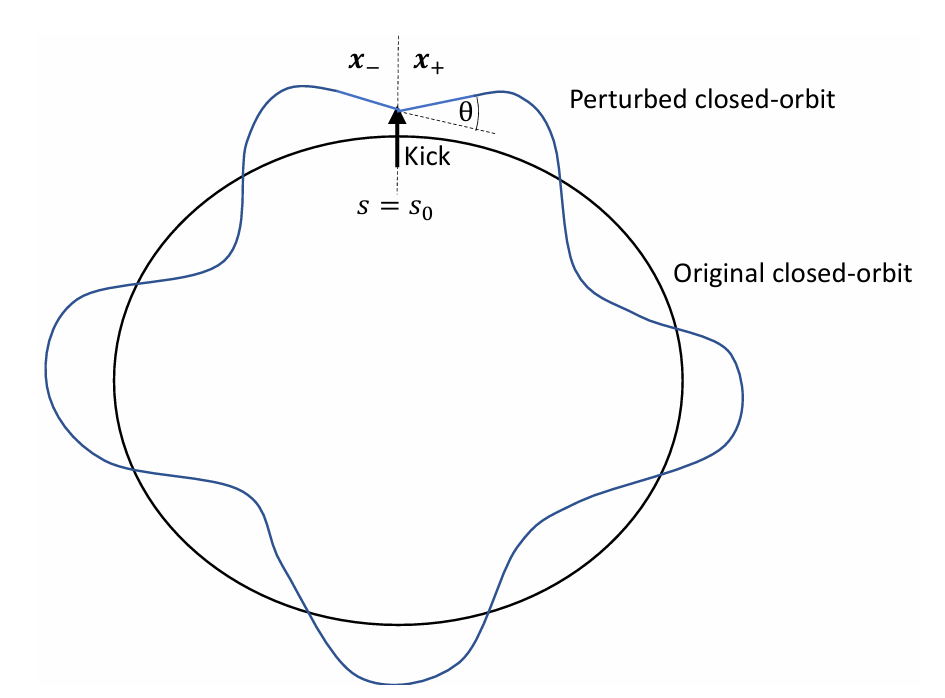 x₋ x₊
Perturbed closed-orbit
θ
Kick
s = s₀
Original closed-orbit